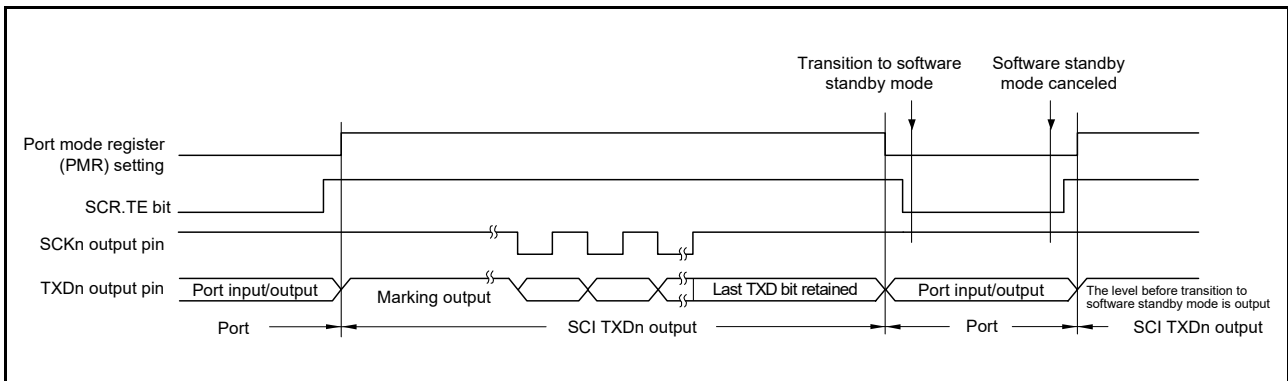 Transition to software
standby mode
Software standby
mode canceled
Port mode register
(PMR) setting
SCR.TE bit
SCKn output pin
TXDn output pin
Port input/output
Marking output
Last TXD bit retained
Port input/output
The level before transition to
software standby mode is output
Port
SCI TXDn output
Port
SCI TXDn output